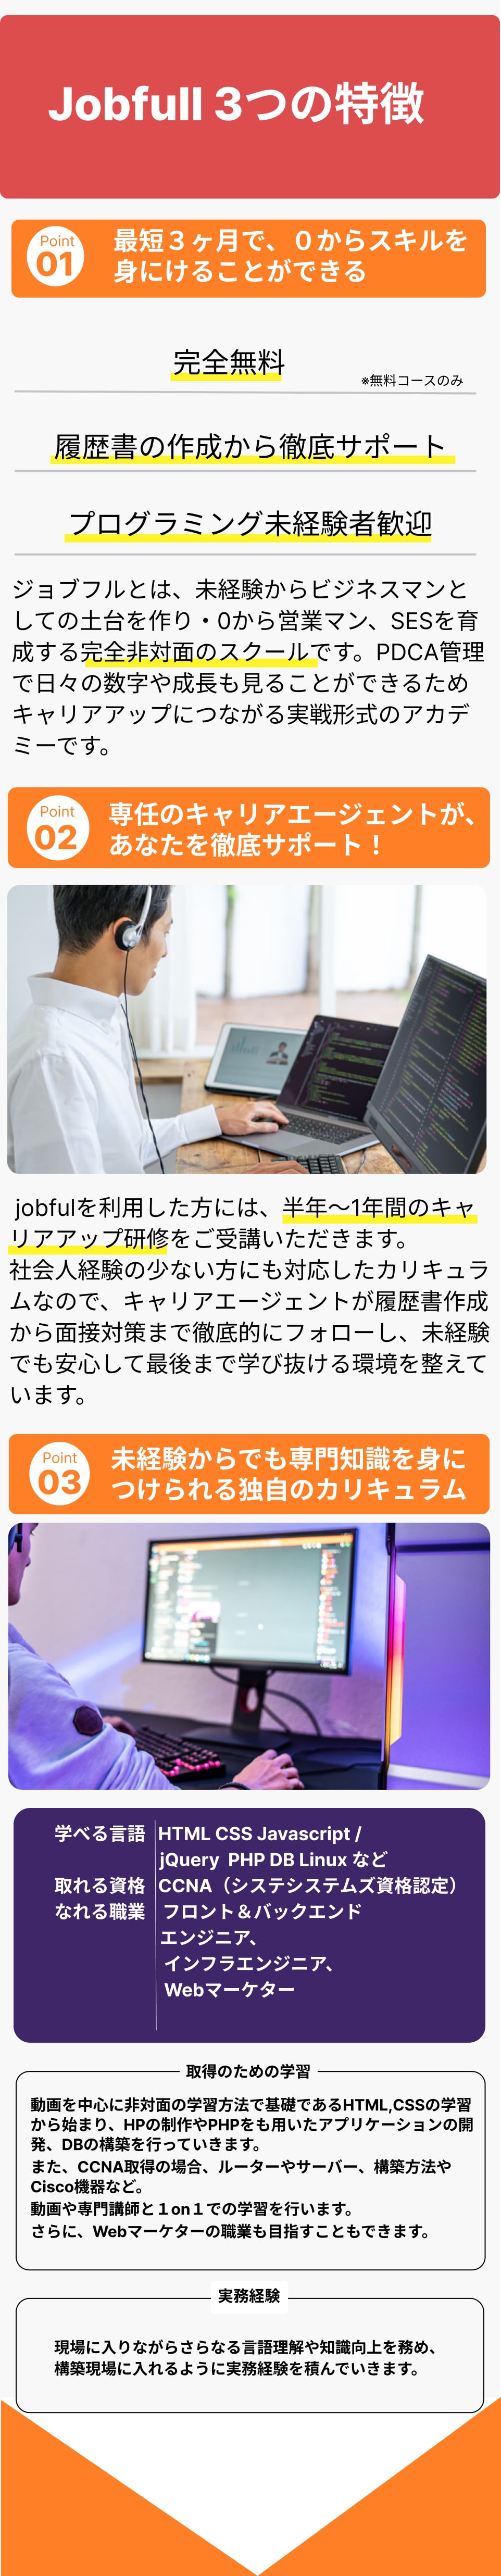 Jobfull 3つの特徴
Point
01
最短３ヶ月で、０からスキルを
身にけることができる
完全無料
※無料コースのみ
履歴書の作成から徹底サポート
プログラミング未経験者歓迎
ジョブフルとは、未経験からビジネスマンと
しての土台を作り・0から営業マン、SESを育
成する完全非対面のスクールです。PDCA管理
で日々の数字や成長も見ることができるため
キャリアアップにつながる実戦形式のアカデ
ミーです。
Point
02
専任のキャリアエージェントが、
あなたを徹底サポート！
jobfulを利用した方には、半年〜1年間のキャ
リアアップ研修をご受講いただきます。
社会人経験の少ない方にも対応したカリキュラ
ムなので、キャリアエージェントが履歴書作成
から面接対策まで徹底的にフォローし、未経験
でも安心して最後まで学び抜ける環境を整えて
います。
Point
03
未経験からでも専門知識を身に
つけられる独自のカリキュラム
学べる言語 HTML CSS Javascript /
jQuery PHP DB Linux など
取れる資格 CCNA（システシステムズ資格認定）
なれる職業 フロント＆バックエンド
エンジニア、
インフラエンジニア、
Webマーケター
取得のための学習
動画を中心に非対面の学習方法で基礎であるHTML,CSSの学習
から始まり、HPの制作やPHPをも用いたアプリケーションの開
発、DBの構築を行っていきます。
また、CCNA取得の場合、ルーターやサーバー、構築方法や
Cisco機器など。
動画や専門講師と１on１での学習を行います。
さらに、Webマーケターの職業も目指すこともできます。
実務経験
現場に入りながらさらなる言語理解や知識向上を務め、
構築現場に入れるように実務経験を積んでいきます。